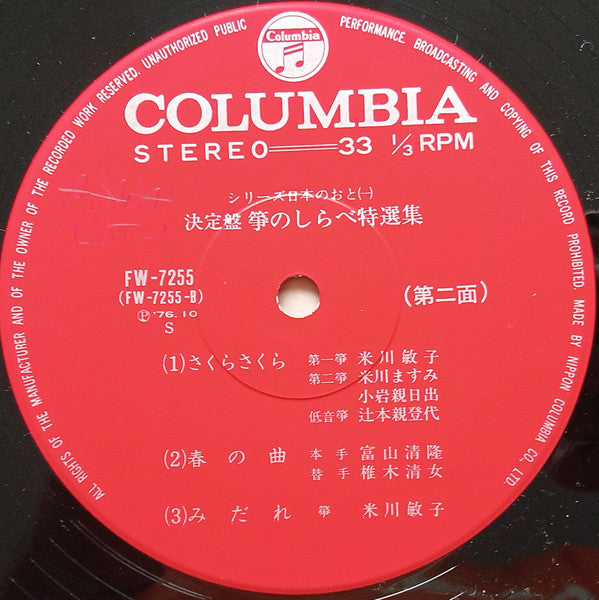 Columbia
ALL RIGHTS OF THE MANUFACTURER AND OF THE OWNER OF THE RECORDED WORK RESERVED. UNAUTHORIZED PUBLIC PERFORMANCE, BROADCASTING AND COPYING OF THIS RECORD PROHIBITED. MADE BY NIPPON COLUMBIA CO., LTD.
COLUMBIA
STEREO 33 1/3 RPM
シリーズ日本のおと(一)
決定盤 箏のしらべ特選集
FW-7255
(FW-7255-B)
Ⓟ '76.10
S
(第二面)
(1)さくらさくら 第一箏 米川敏子
第二箏 米川ますみ
小岩親日出
低音箏 辻本親登代
(2)春の曲 本手 富山清隆
替手 椎木清女
(3)みだれ 箏 米川敏子